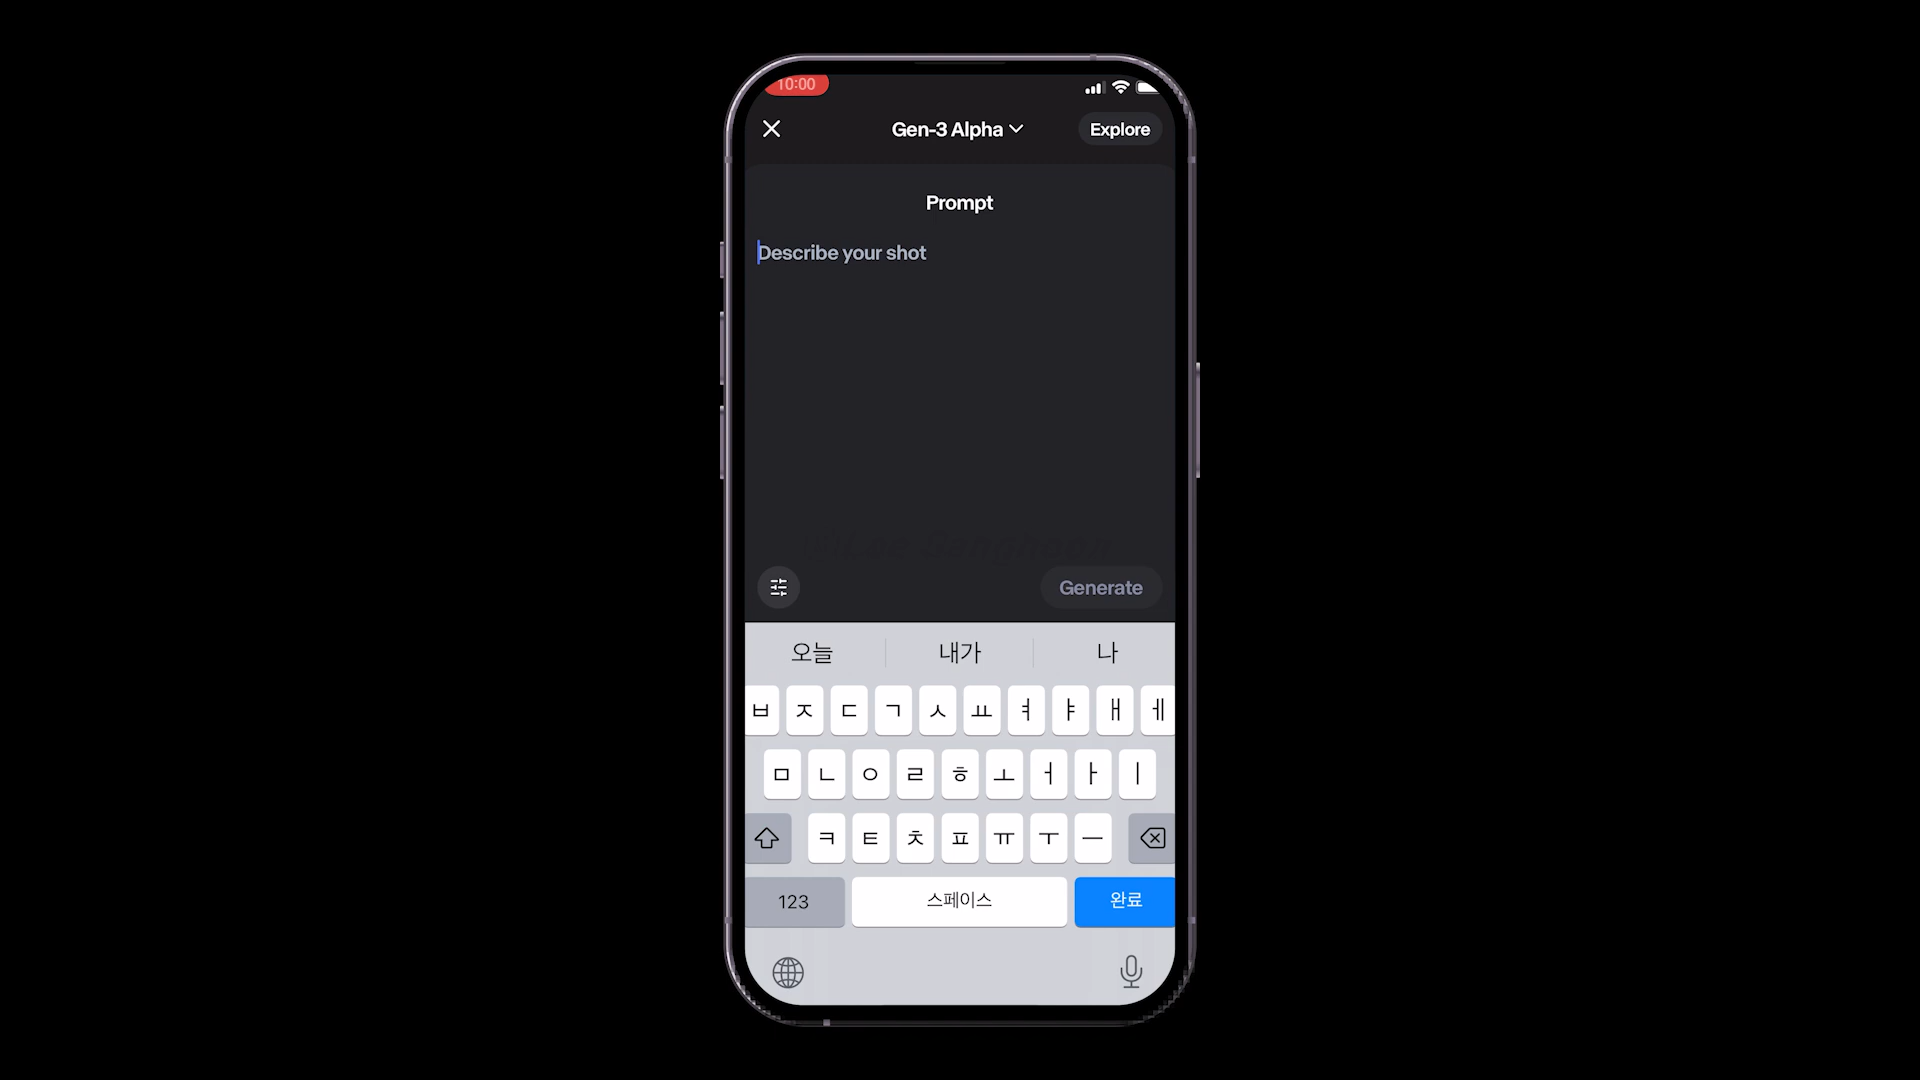 10:00
Gen-3 Alpha
Explore
Prompt
Describe your shot
Generate
오늘 내가 나
ㅂ ㅈ ㄷ ㄱ ㅅ ㅛ ㅕ ㅑ ㅐ ㅔ
ㅁ ㄴ ㅇ ㄹ ㅎ ㅗ ㅓ ㅏ ㅣ
ㅋ ㅌ ㅊ ㅍ ㅠ ㅜ ㅡ
123 스페이스 완료